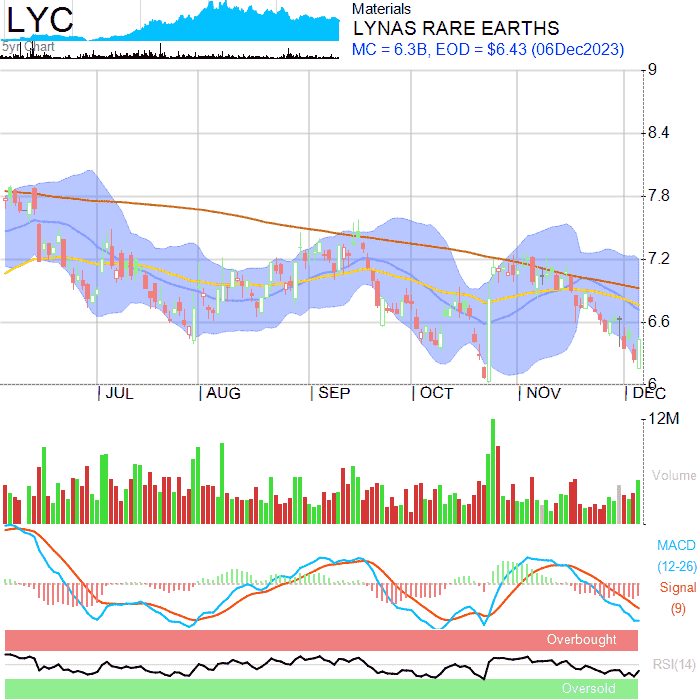 LYC
5yr Chart
Materials
LYNAS RARE EARTHS
MC = 6.3B, EOD = $6.43 (06Dec2023)
9
8.4
7.8
7.2
6.6
6
JUL
AUG
SEP
OCT
NOV
DEC
12M
Volume
MACD
(12-26)
Signal
(9)
Overbought
RSI(14)
Oversold